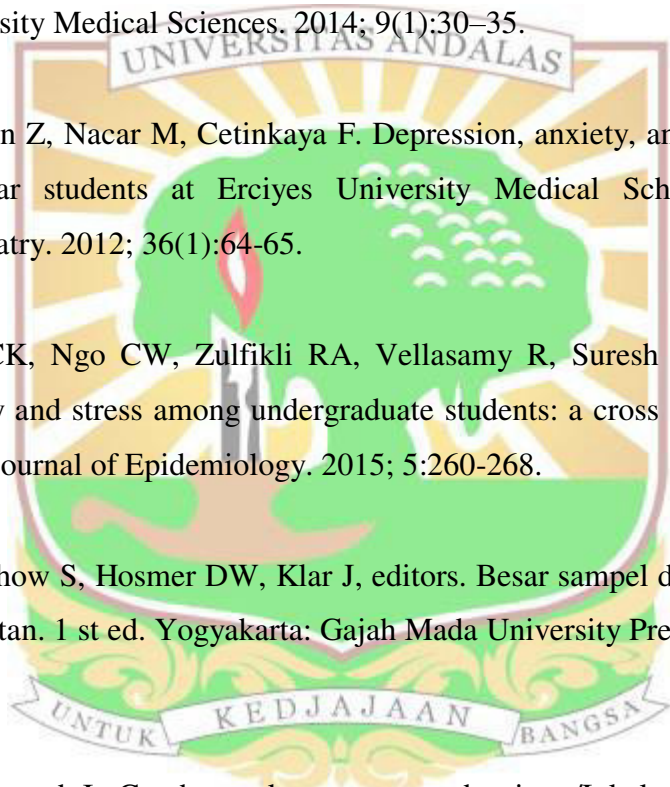 sity Medical Sciences. 2014; 9(1):30–35.
UNIVERSITAS ANDALAS
n Z, Nacar M, Cetinkaya F. Depression, anxiety, an
ar students at Erciyes University Medical Sch
atry. 2012; 36(1):64-65.
CK, Ngo CW, Zulfikli RA, Vellasamy R, Suresh
y and stress among undergraduate students: a cross
ournal of Epidemiology. 2015; 5:260-268.
how S, Hosmer DW, Klar J, editors. Besar sampel d
tan. 1 st ed. Yogyakarta: Gajah Mada University Pre
UNTUK KEDJAJAAN BANGSA